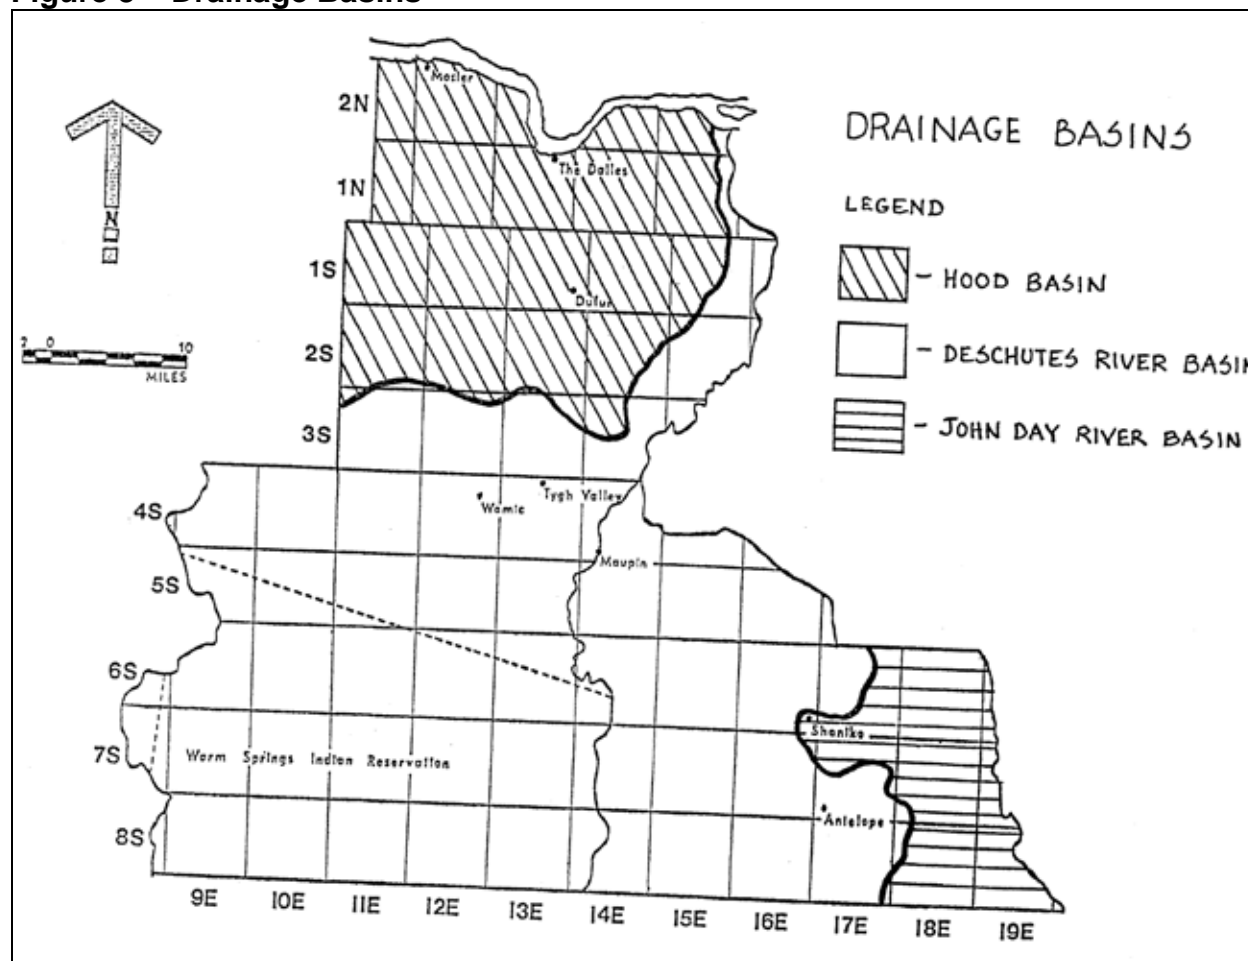 Figure 3 – Drainage Basins
DRAINAGE BASINS
LEGEND
- HOOD BASIN
- DESCHUTES RIVER BASIN
- JOHN DAY RIVER BASIN
N
2 0 10
MILES
2N
1N
1S
2S
3S
4S
5S
6S
7S
8S
Mosier
The Dalles
Dufur
Tygh Valley
Wamic
Maupin
Shaniko
Warm Springs Indian Reservation
Antelope
9E 10E 11E 12E 13E 14E 15E 16E 17E 18E 19E